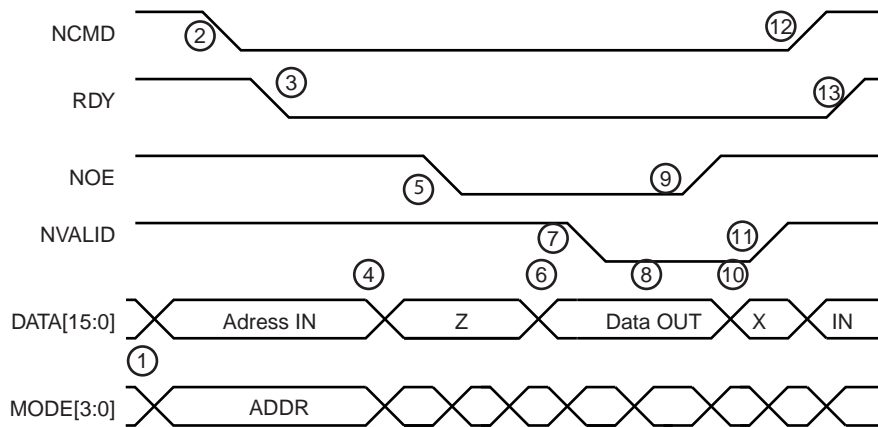 NCMD
2
12
RDY
3
13
NOE
5
9
NVALID
7
11
4
6
8
10
DATA[15:0]
Adress IN
Z
Data OUT
X
IN
1
MODE[3:0]
ADDR